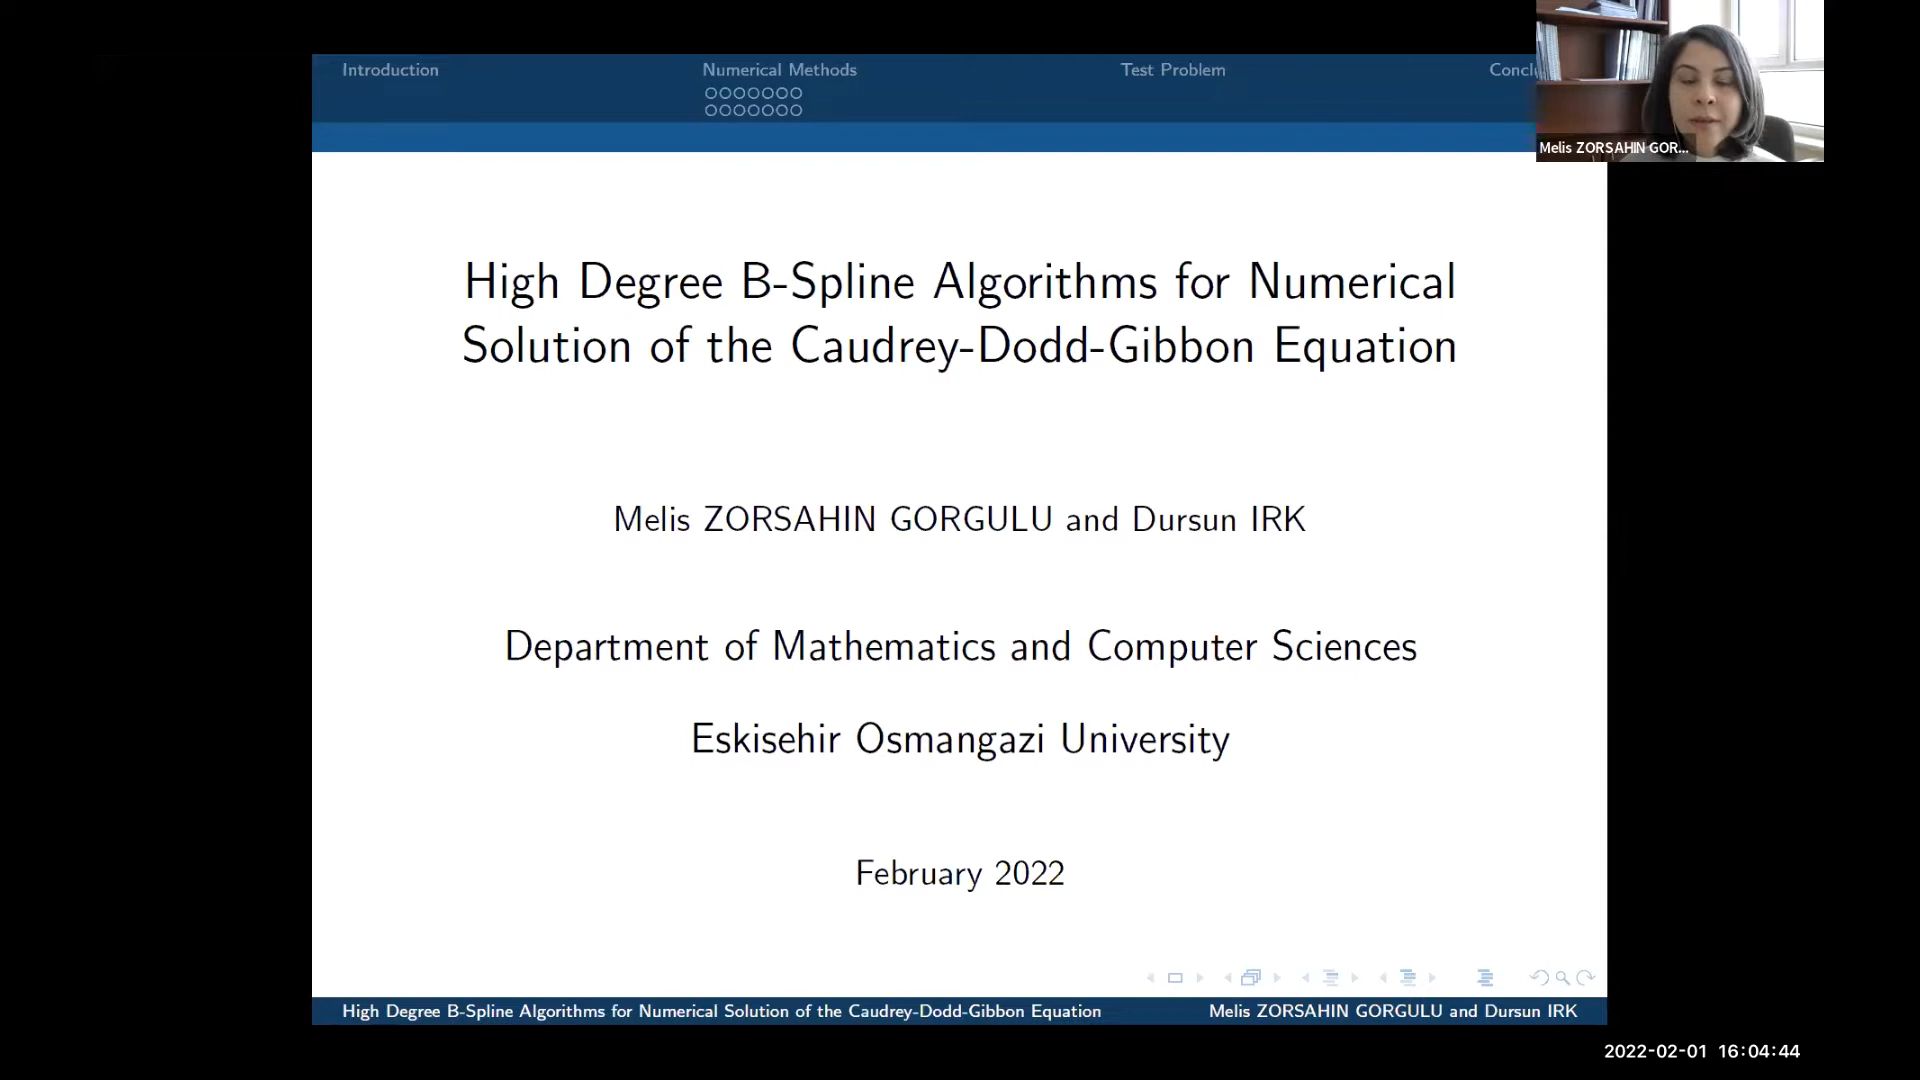 Introduction
Numerical Methods
Test Problem
Melis ZORSAHIN GOR...
High Degree B-Spline Algorithms for Numerical
Solution of the Caudrey-Dodd-Gibbon Equation
Melis ZORSAHIN GORGULU and Dursun IRK
Department of Mathematics and Computer Sciences
Eskisehir Osmangazi University
February 2022
High Degree B-Spline Algorithms for Numerical Solution of the Caudrey-Dodd-Gibbon Equation
Melis ZORSAHIN GORGULU and Dursun IRK
2022-02-01 16:04:44